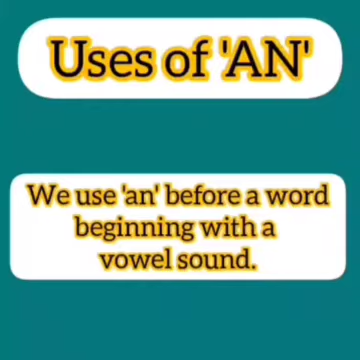 Uses of 'AN'
We use 'an' before a word
beginning with a
vowel sound.